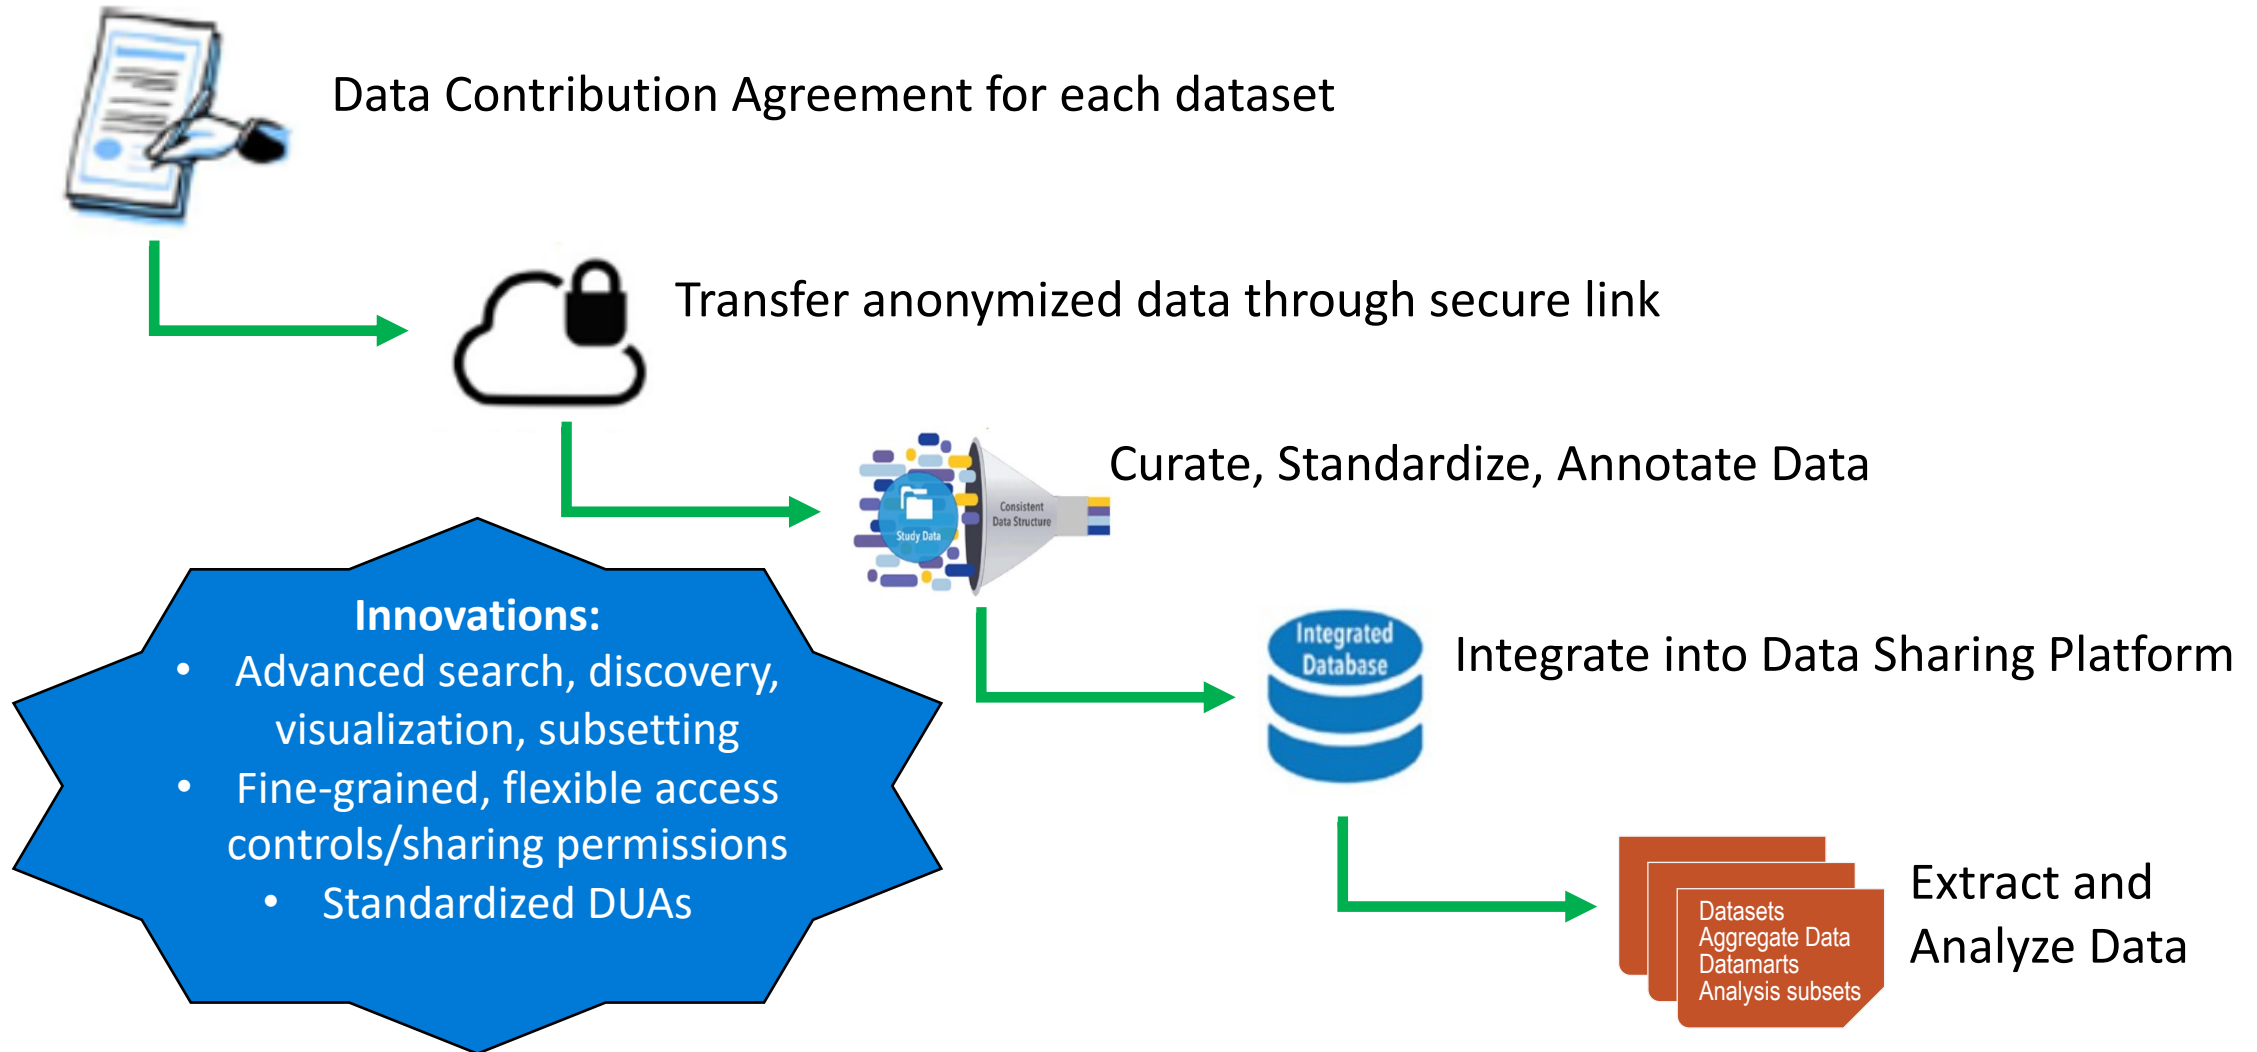 Data Contribution Agreement for each dataset
Transfer anonymized data through secure link
Curate, Standardize, Annotate Data
Study Data
Consistent
Data Structure
Innovations:
• Advanced search, discovery,
visualization, subsetting
• Fine-grained, flexible access
controls/sharing permissions
• Standardized DUAs
Integrated
Database
Integrate into Data Sharing Platform
Datasets
Aggregate Data
Datamarts
Analysis subsets
Extract and
Analyze Data